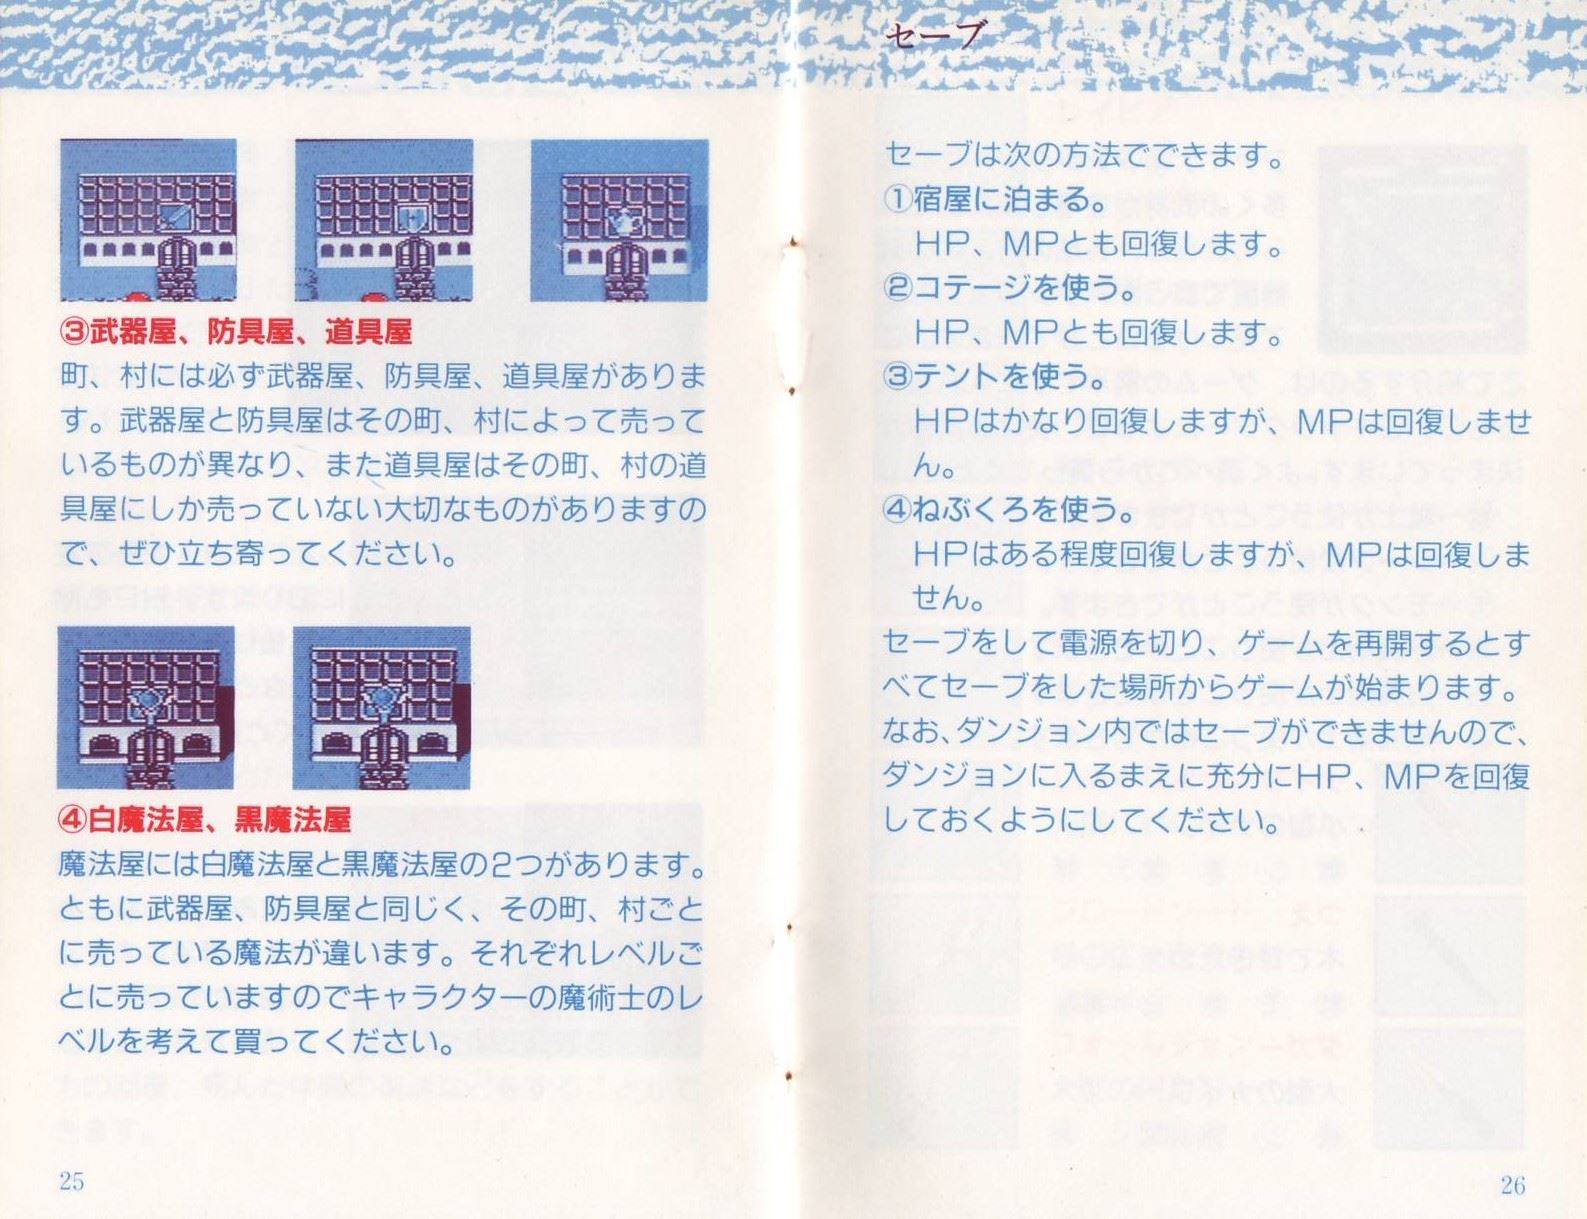 ③武器屋、防具屋、道具屋
町、村には必ず武器屋、防具屋、道具屋がありま
す。武器屋と防具屋はその町、村によって売って
いるものが異なり、また道具屋はその町、村の道
具屋にしか売っていない大切なものがありますの
で、ぜひ立ち寄ってください。
④白魔法屋、黒魔法屋
魔法屋には白魔法屋と黒魔法屋の2つがあります。
ともに武器屋、防具屋と同じく、その町、村ごと
に売っている魔法が違います。それぞれレベルご
とに売っていますのでキャラクターの魔術士のレ
ベルを考えて買ってください。
25
セーブ
セーブは次の方法でできます。
①宿屋に泊まる。
HP、MPとも回復します。
②コテージを使う。
HP、MPとも回復します。
③テントを使う。
HPはかなり回復しますが、MPは回復しませ
ん。
④ねぶくろを使う。
HPはある程度回復しますが、MPは回復しま
せん。
セーブをして電源を切り、ゲームを再開するとす
べてセーブをした場所からゲームが始まります。
なお、ダンジョン内ではセーブができませんので、
ダンジョンに入るまえに充分にHP、MPを回復
しておくようにしてください。
26